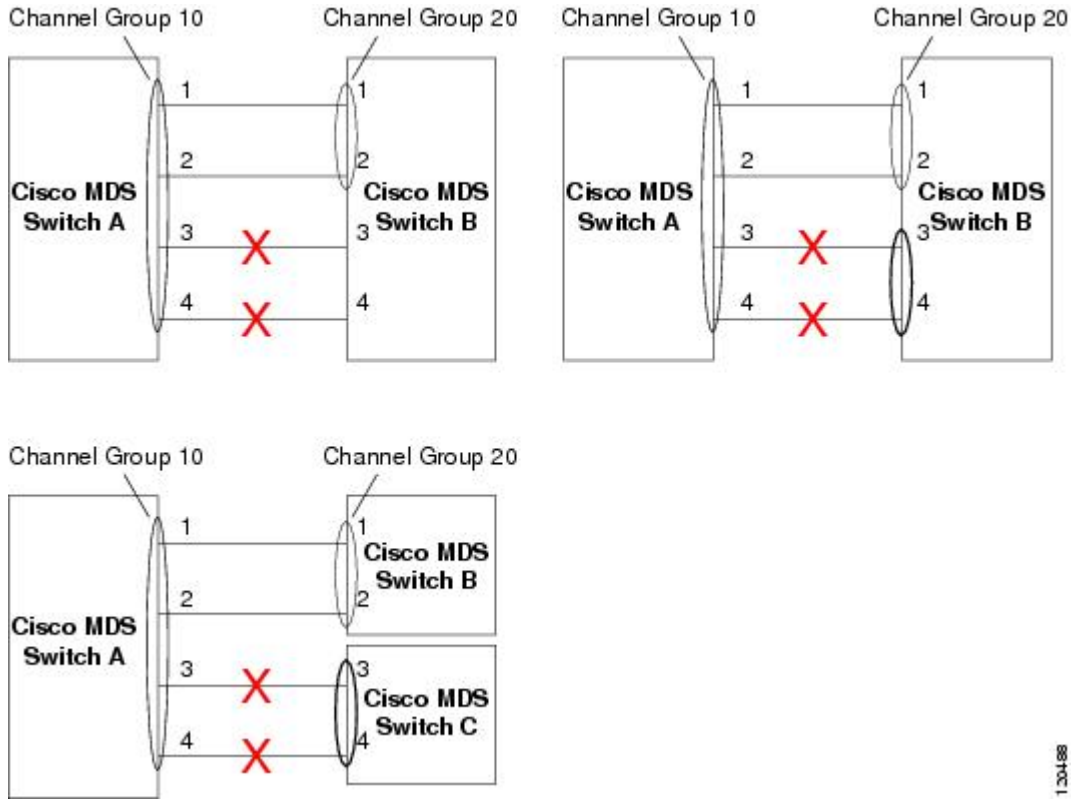 Channel Group 10
Channel Group 20
1
1
2
2
Cisco MDS
Switch A
Cisco MDS
Switch B
3
3
4
4
Channel Group 10
Channel Group 20
1
1
2
2
Cisco MDS
Switch A
Cisco MDS
Switch B
3
3
4
4
Channel Group 10
Channel Group 20
1
1
Cisco MDS
Switch B
2
2
Cisco MDS
Switch A
3
3
Cisco MDS
Switch C
4
4
120488